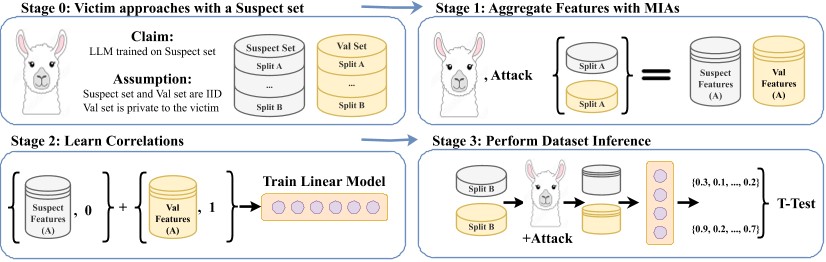 Stage 0: Victim approaches with a Suspect set
Claim:
LLM trained on Suspect set
Assumption:
Suspect set and Val set are IID
Val set is private to the victim
Suspect Set
Split A
...
Split B
Val Set
Split A
...
Split B
Stage 1: Aggregate Features with MIAs
, Attack
Split A
Split A
=
Suspect
Features
(A)
Val
Features
(A)
Stage 2: Learn Correlations
Suspect
Features
(A)
, 0
+
Val
Features
(A)
, 1
Train Linear Model
Stage 3: Perform Dataset Inference
Split B
Split B
+Attack
{0.3, 0.1, ..., 0.2}
{0.9, 0.2, ..., 0.7}
T-Test